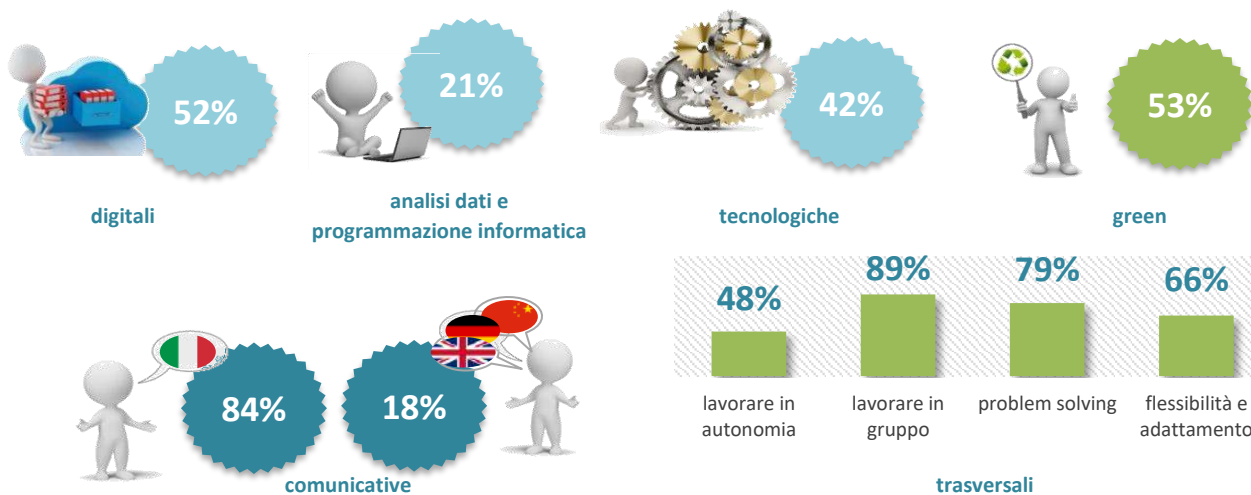 52%
21%
42%
53%
digitali
analisi dati e
programmazione informatica
tecnologiche
green
84%
18%
comunicative
48%
89%
79%
66%
lavorare in
autonomia
lavorare in
gruppo
problem solving
flessibilità e
adattamento
trasversali